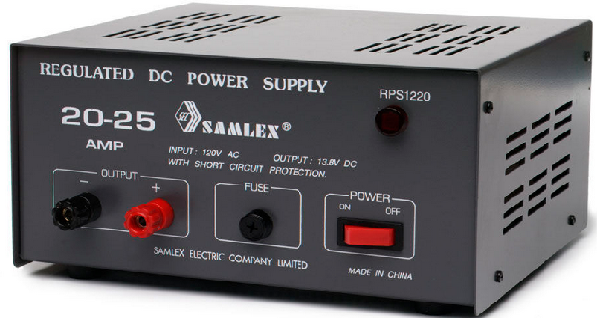 REGULATED DC POWER SUPPLY
RPS1220
20-25
AMP
SAMLEX®
INPUT: 120V AC OUTPUT: 13.8V DC
WITH SHORT CIRCUIT PROTECTION.
OUTPUT
- +
FUSE
POWER
ON OFF
SAMLEX ELECTRIC COMPANY LIMITED
MADE IN CHINA